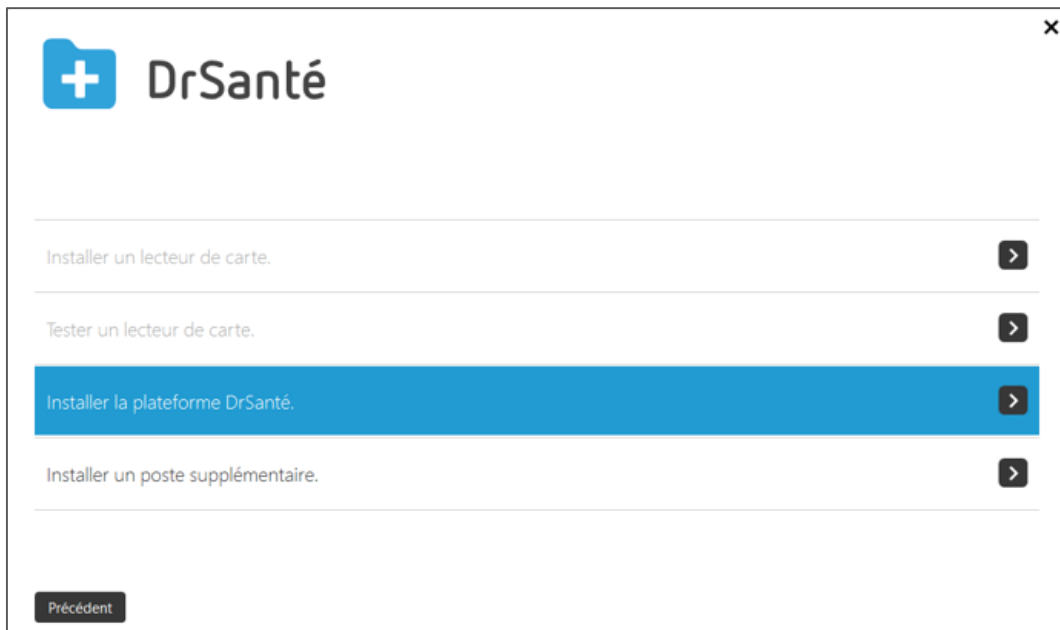 DrSanté
Installer un lecteur de carte.
Tester un lecteur de carte.
Installer la plateforme DrSanté.
Installer un poste supplémentaire.
Précédent